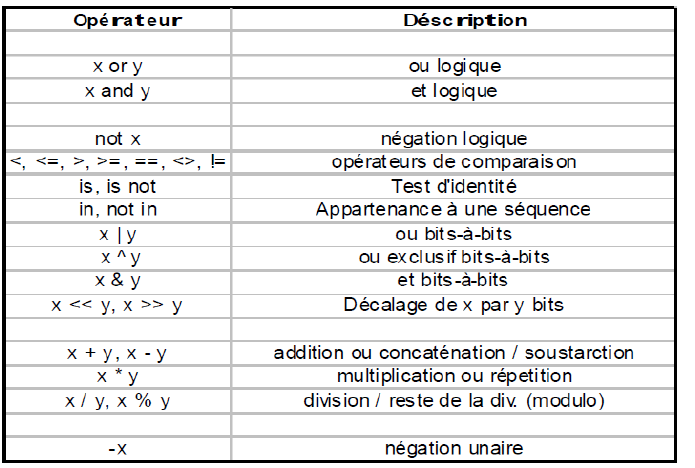 Opérateur Déscription
x or y ou logique
x and y et logique
not x négation logique
<, <=, >, >=, ==, <>, != opérateurs de comparaison
is, is not Test d'identité
in, not in Appartenance à une séquence
x | y ou bits-à-bits
x ^ y ou exclusif bits-à-bits
x & y et bits-à-bits
x << y, x >> y Décalage de x par y bits
x + y, x - y addition ou concaténation / soustarction
x * y multiplication ou répetition
x / y, x % y division / reste de la div. (modulo)
-x négation unaire